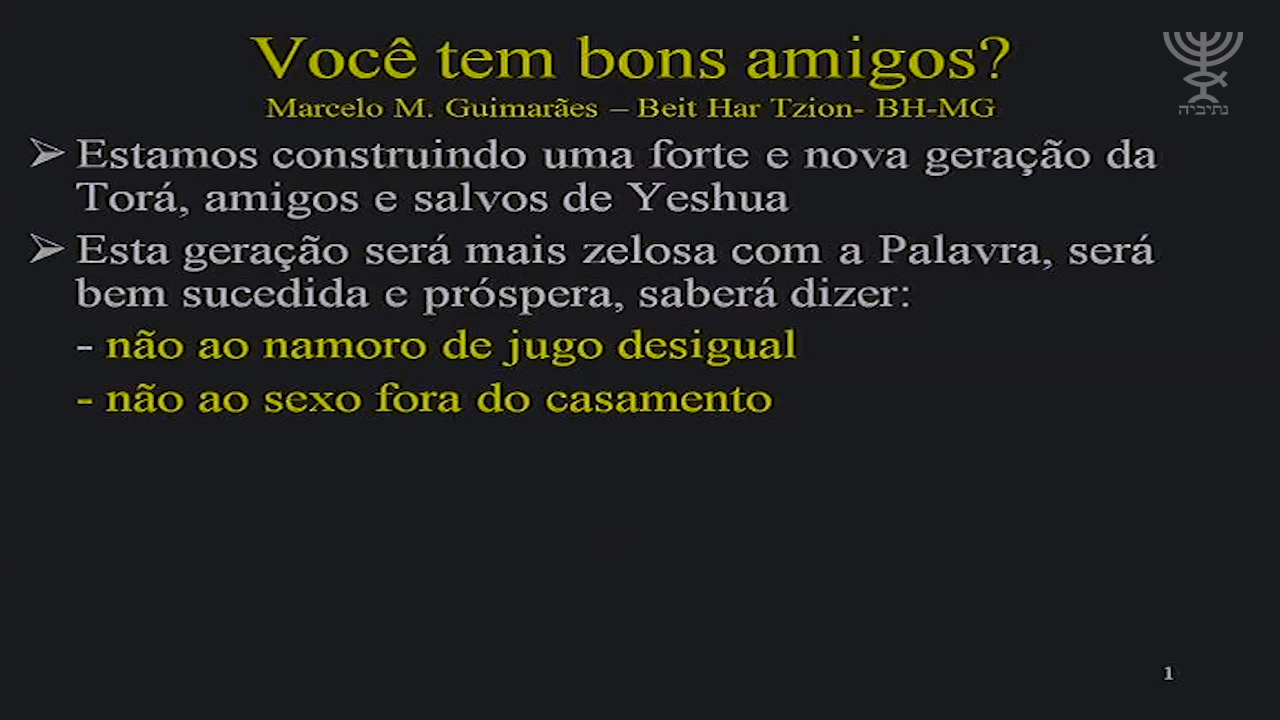 Você tem bons amigos?
Marcelo M. Guimarães – Beit Har Tzion- BH-MG
נתיביה
➢ Estamos construindo uma forte e nova geração da
Torá, amigos e salvos de Yeshua
➢ Esta geração será mais zelosa com a Palavra, será
bem sucedida e próspera, saberá dizer:
- não ao namoro de jugo desigual
- não ao sexo fora do casamento
1